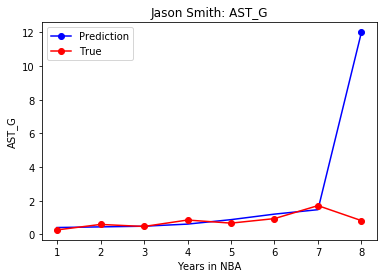 Jason Smith: AST_G
Prediction
True
12
10
8
6
4
2
0
AST_G
1 2 3 4 5 6 7 8
Years in NBA